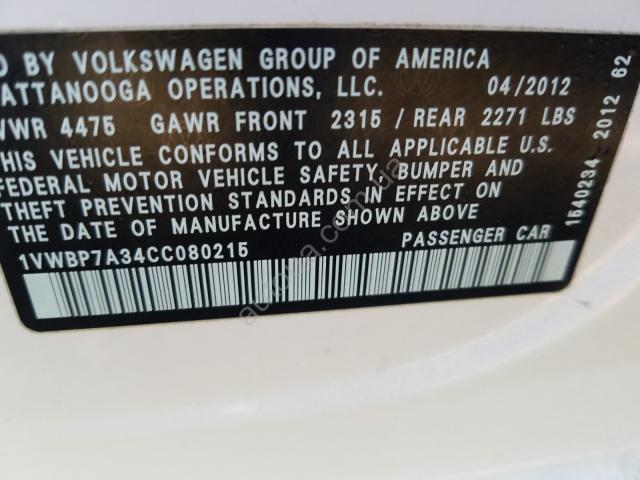 D BY VOLKSWAGEN GROUP OF AMERICA
ATTANOOGA OPERATIONS, LLC. 04/2012
VWR 4475 GAWR FRONT 2315 / REAR 2271 LBS
THIS VEHICLE CONFORMS TO ALL APPLICABLE U.S.
FEDERAL MOTOR VEHICLE SAFETY, BUMPER AND
THEFT PREVENTION STANDARDS IN EFFECT ON
THE DATE OF MANUFACTURE SHOWN ABOVE
1VWBP7A34CC080215 PASSENGER CAR
1540234 2012 62